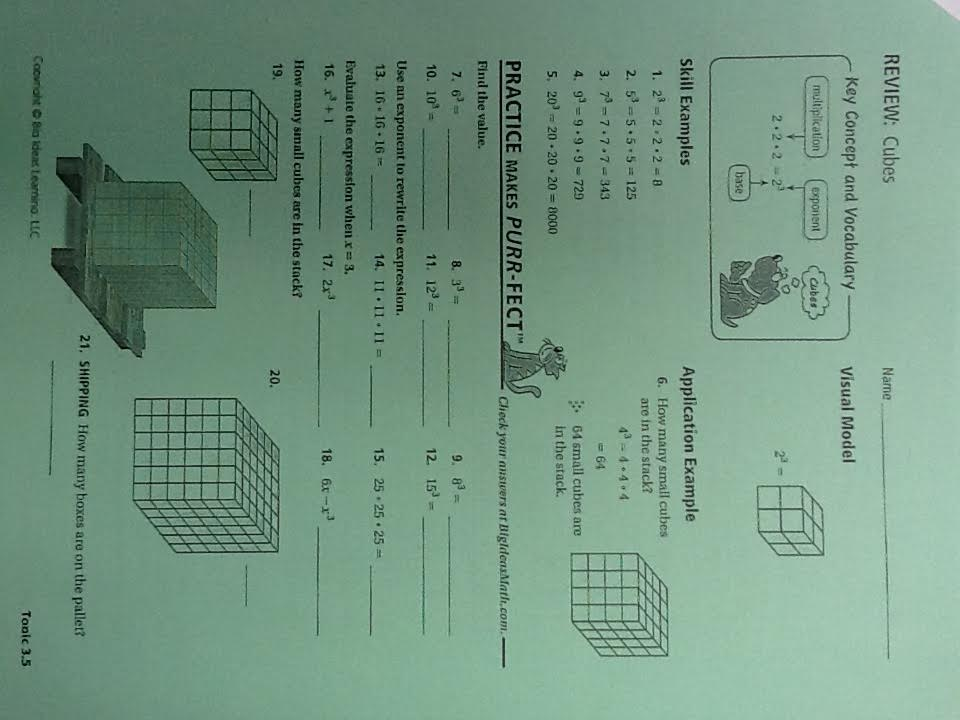 REVIEW: Cubes
Name
Key Concept and Vocabulary
multiplication
exponent
2 • 2 • 2 = 2³
base
Cubes
Visual Model
2³ =
Skill Examples
1. 2³ = 2 • 2 • 2 = 8
2. 5³ = 5 • 5 • 5 = 125
3. 7³ = 7 • 7 • 7 = 343
4. 9³ = 9 • 9 • 9 = 729
5. 20³ = 20 • 20 • 20 = 8000
Application Example
6. How many small cubes
are in the stack?
4³ = 4 • 4 • 4
= 64
∴ 64 small cubes are
in the stack.
PRACTICE MAKES PURR-FECT™
Check your answers at BigIdeasMath.com.
Find the value.
7. 6³ = 8. 3³ = 9. 8³ =
10. 10³ = 11. 12³ = 12. 15³ =
Use an exponent to rewrite the expression.
13. 16 • 16 • 16 = 14. 11 • 11 • 11 = 15. 25 • 25 • 25 =
Evaluate the expression when x = 3.
16. x³ + 1 17. 2x³ 18. 6x − x³
How many small cubes are in the stack?
19. 20.
21. SHIPPING How many boxes are on the pallet?
Copyright © Big Ideas Learning, LLC
Topic 3.5